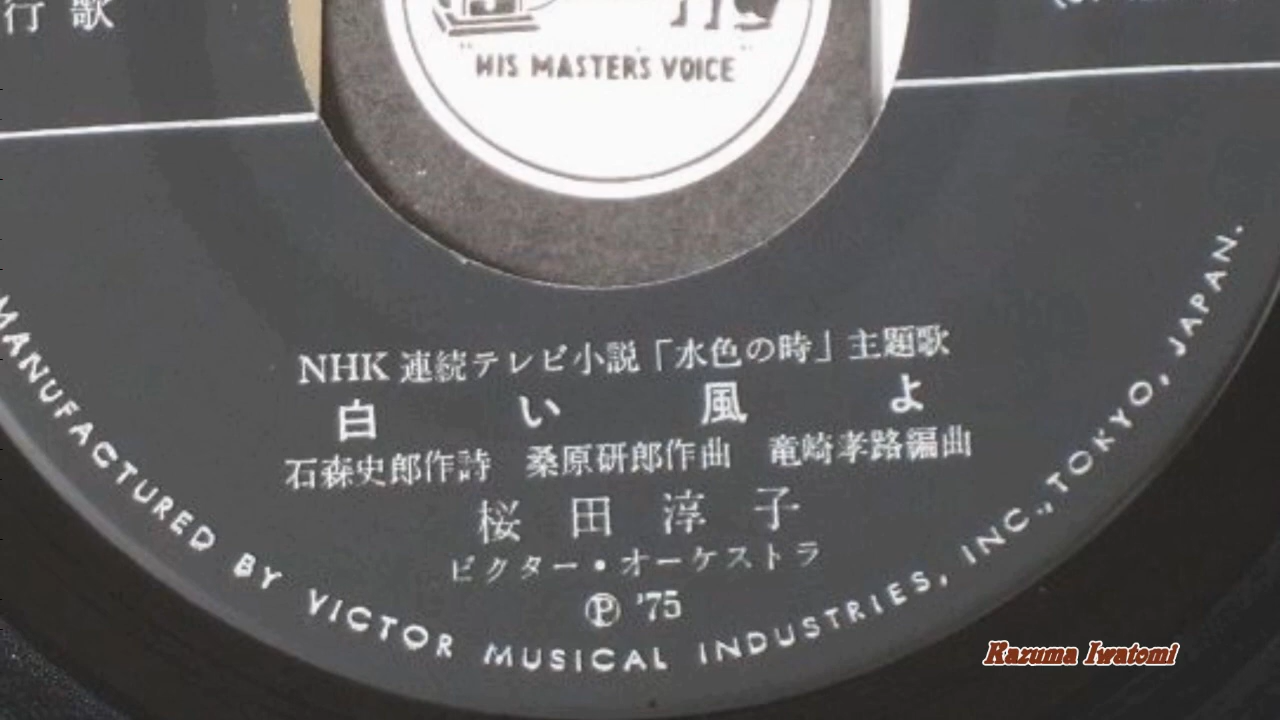 行歌
"HIS MASTER'S VOICE"
NHK 連続テレビ小説「水色の時」主題歌
白い風よ
石森史郎作詩 桑原研郎作曲 竜崎孝路編曲
桜田淳子
ビクター・オーケストラ
Ⓟ '75
MANUFACTURED BY VICTOR MUSICAL INDUSTRIES, INC., TOKYO, JAPAN.
Kazuma Iwatomi